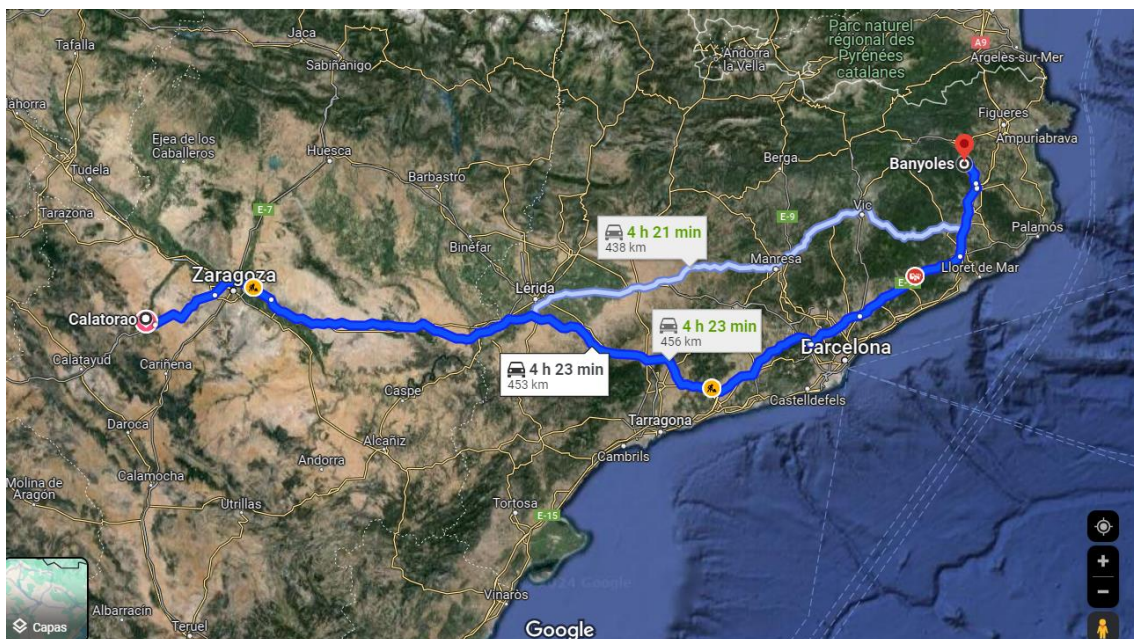 Tafalla
Jaca
Sabiñánigo
Andorra
la Vella
Parc naturel
régional des
Pyrénées
catalanes
A9
Argelès-sur-Mer
lahorra
Ejea de los
Caballeros
Huesca
Barbastro
Berga
Figueres
Ampuriabrava
Banyoles
Tudela
Tarazona
E-7
Binéfar
E-9
Vic
Palamós
4 h 21 min
438 km
Manresa
Lloret de Mar
Zaragoza
Lérida
Calatorao
4 h 23 min
456 km
Barcelona
Calatayud
Cariñena
4 h 23 min
453 km
Caspe
Castelldefels
Daroca
Tarragona
Alcañiz
Cambrils
Andorra
Calamocha
Molina de
Aragón
Utrillas
Tortosa
E-15
Vinaròs
Albarracín
Teruel
Capas
Google